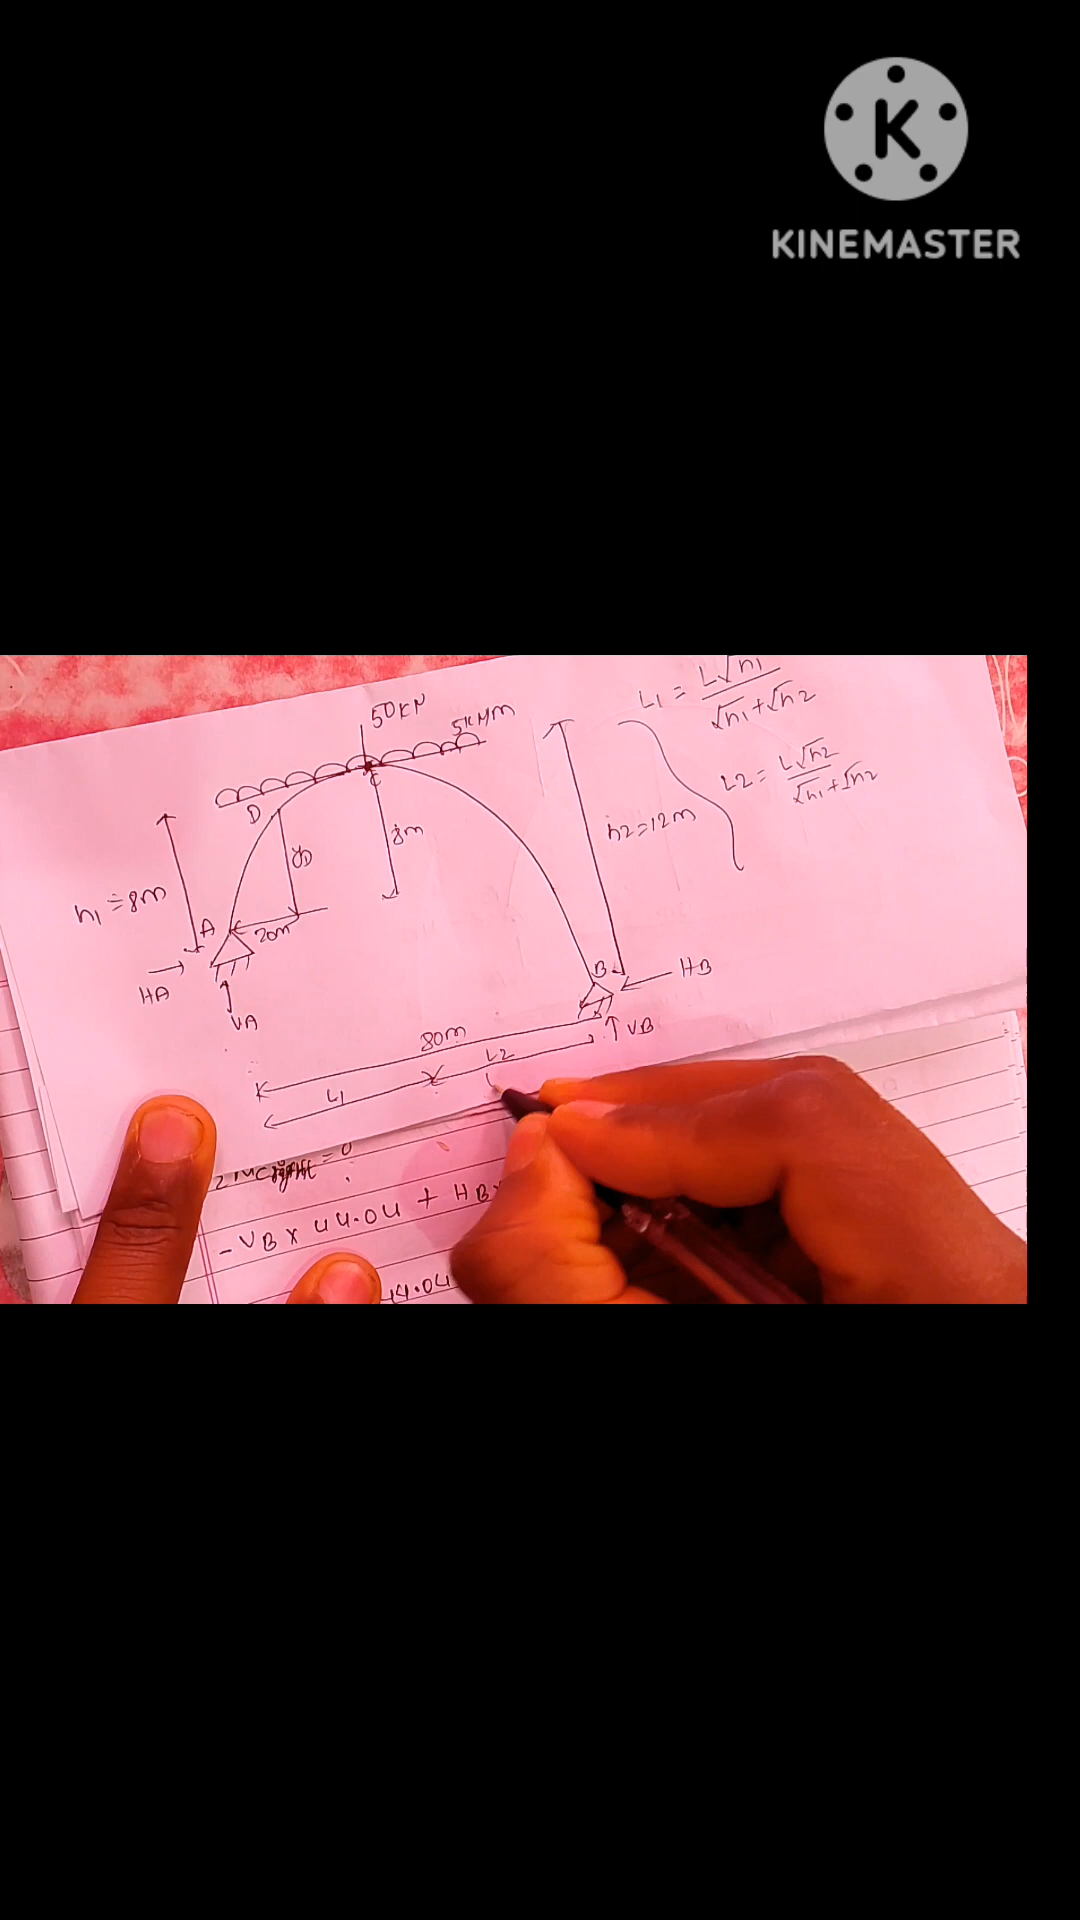 KINEMASTER
50KN
5KN/m
L1 = L√h1 / √h1+√h2
L2 = L√h2 / √h1+√h2
C
D
yD
8m
h2=12m
h1=8m
A
20m
HA
VA
B
HB
VB
80m
L2
L1
= 0
-VB x 44.04 + HB
44.04